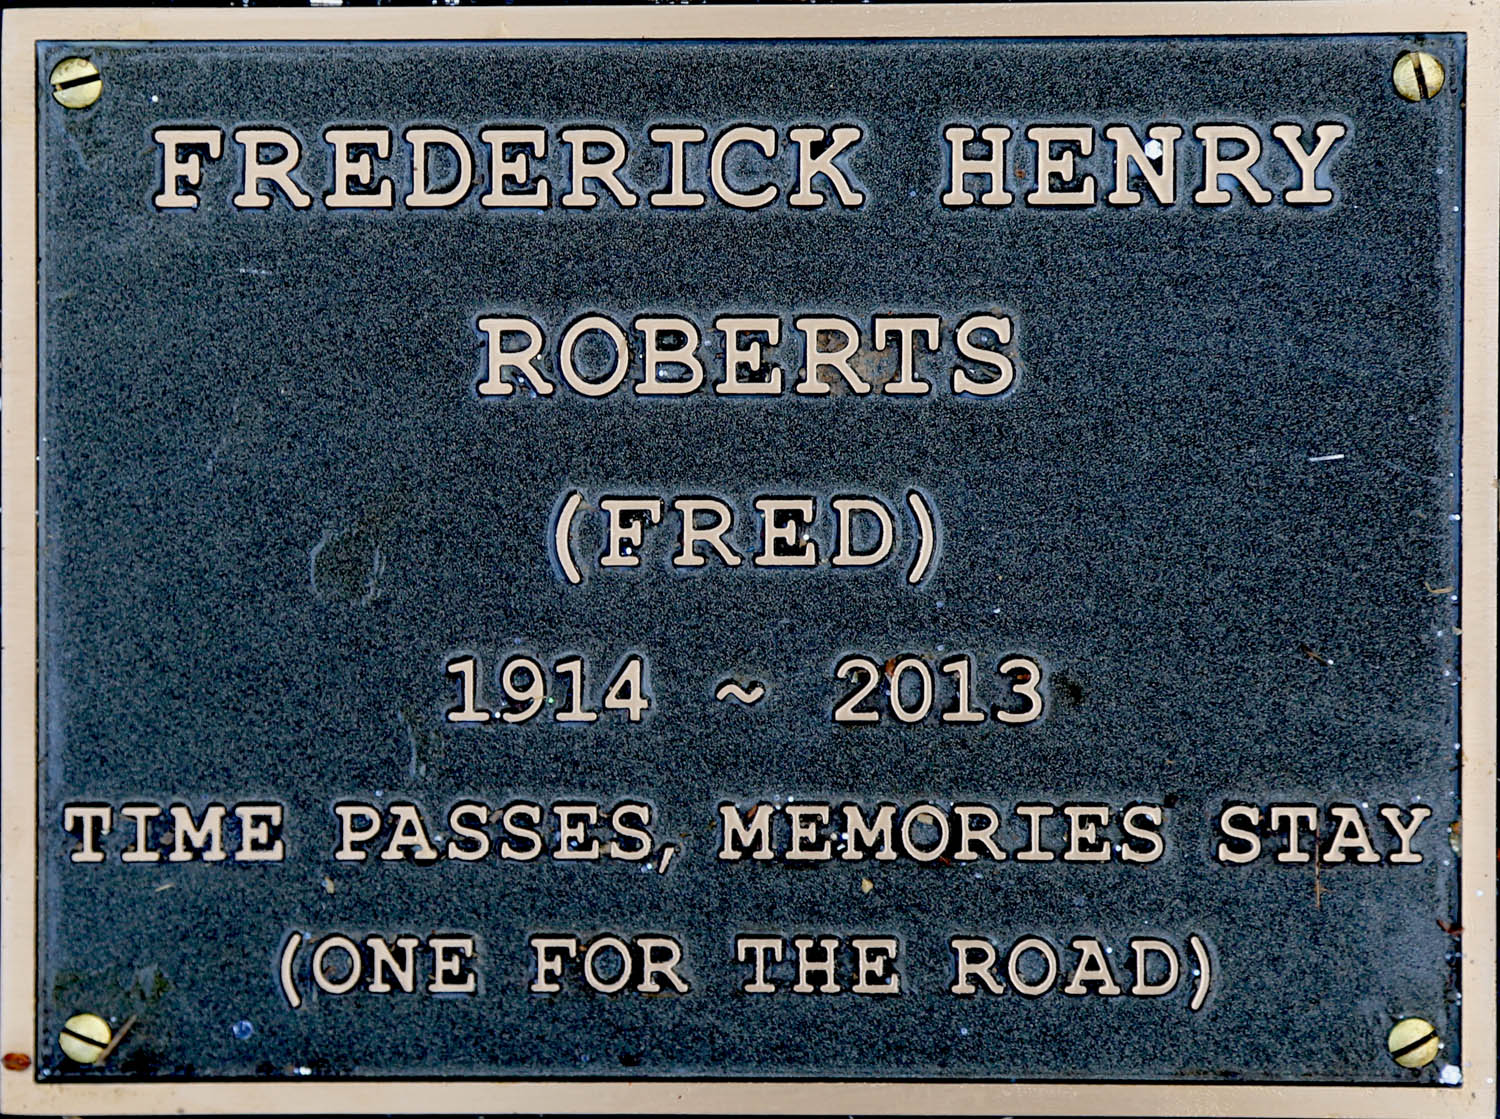 FREDERICK HENRY
ROBERTS
(FRED)
1914 ~ 2013
TIME PASSES, MEMORIES STAY
(ONE FOR THE ROAD)